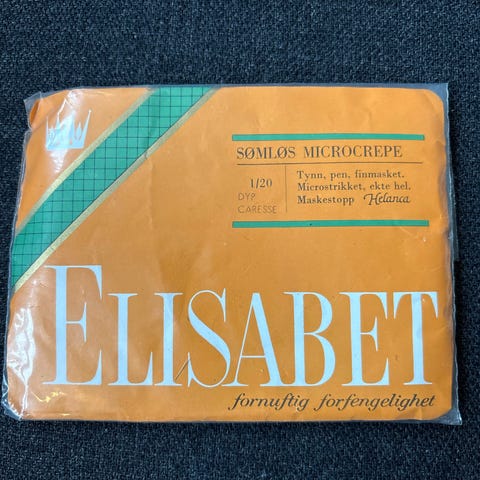 SØMLØS MICROCREPE
1/20
DYP
CARESSE
Tynn, pen, finmasket.
Microstrikket, ekte hel.
Maskestopp Helanca
ELISABET
fornuftig forfengelighet